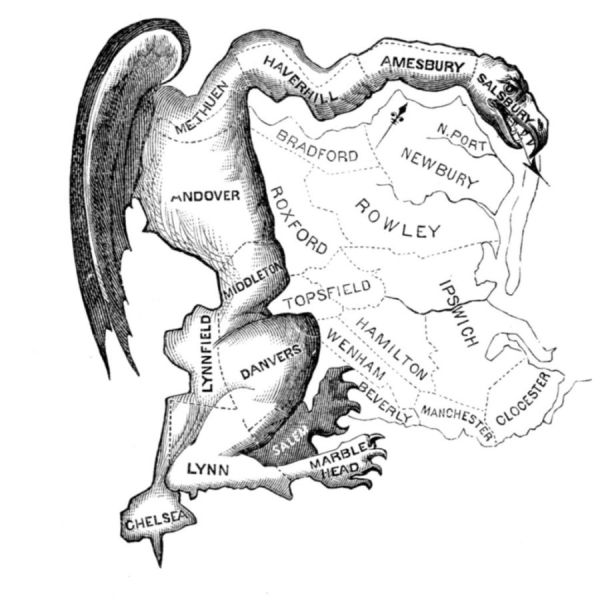 METHUEN
HAVERHILL
AMESBURY
SALSBURY
BRADFORD
N. PORT
NEWBURY
ANDOVER
ROXFORD
ROWLEY
MIDDLETON
TOPSFIELD
IPSWICH
LYNNFIELD
DANVERS
HAMILTON
WENHAM
BEVERLY
MANCHESTER
CLOCESTER
SALEM
LYNN
MARBLE
HEAD
CHELSEA